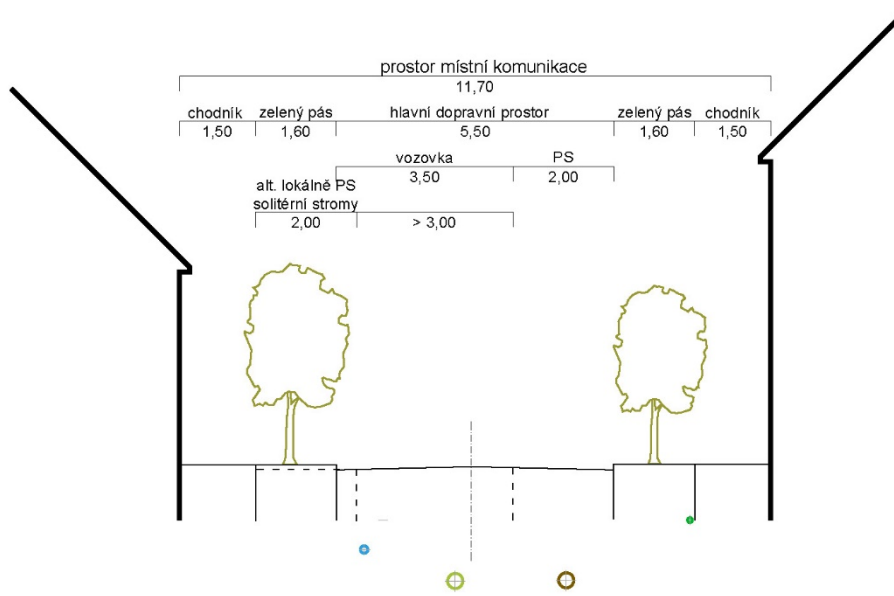 prostor místní komunikace
11,70
chodník zelený pás hlavní dopravní prostor zelený pás chodník
1,50 1,60 5,50 1,60 1,50
vozovka PS
3,50 2,00
alt. lokálně PS
solitérní stromy
2,00 > 3,00